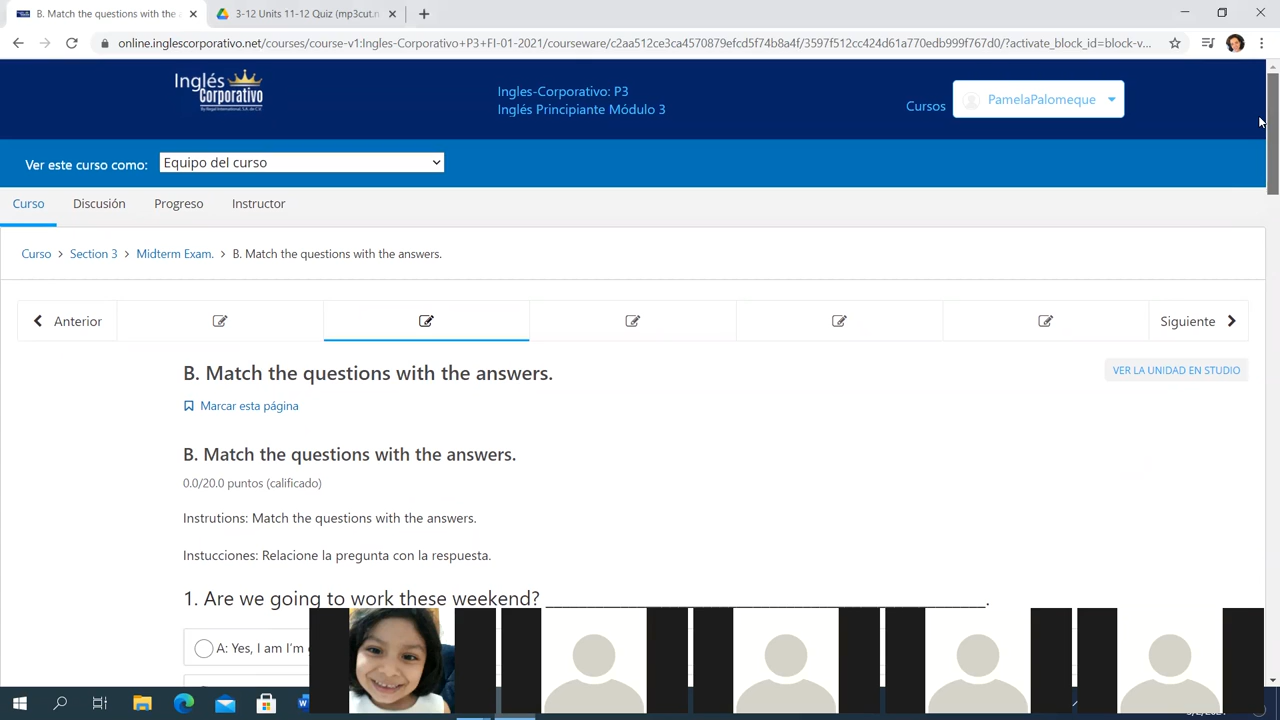 B. Match the questions with the a
3-12 Units 11-12 Quiz (mp3cut.n
online.inglescorporativo.net/courses/course-v1:Ingles-Corporativo+P3+FI-01-2021/courseware/c2aa512ce3ca4570879efcd5f74b8a4f/3597f512cc424d61a770edb999f767d0/?activate_block_id=block-v...
Inglés
Corporativo
Ingles-Corporativo: P3
Inglés Principiante Módulo 3
Cursos
PamelaPalomeque
Ver este curso como:
Equipo del curso
Curso
Discusión
Progreso
Instructor
Curso > Section 3 > Midterm Exam. > B. Match the questions with the answers.
Anterior
Siguiente
B. Match the questions with the answers.
VER LA UNIDAD EN STUDIO
Marcar esta página
B. Match the questions with the answers.
0.0/20.0 puntos (calificado)
Instrutions: Match the questions with the answers.
Instucciones: Relacione la pregunta con la respuesta.
1. Are we going to work these weekend? ________________________________________.
A: Yes, I am I'm